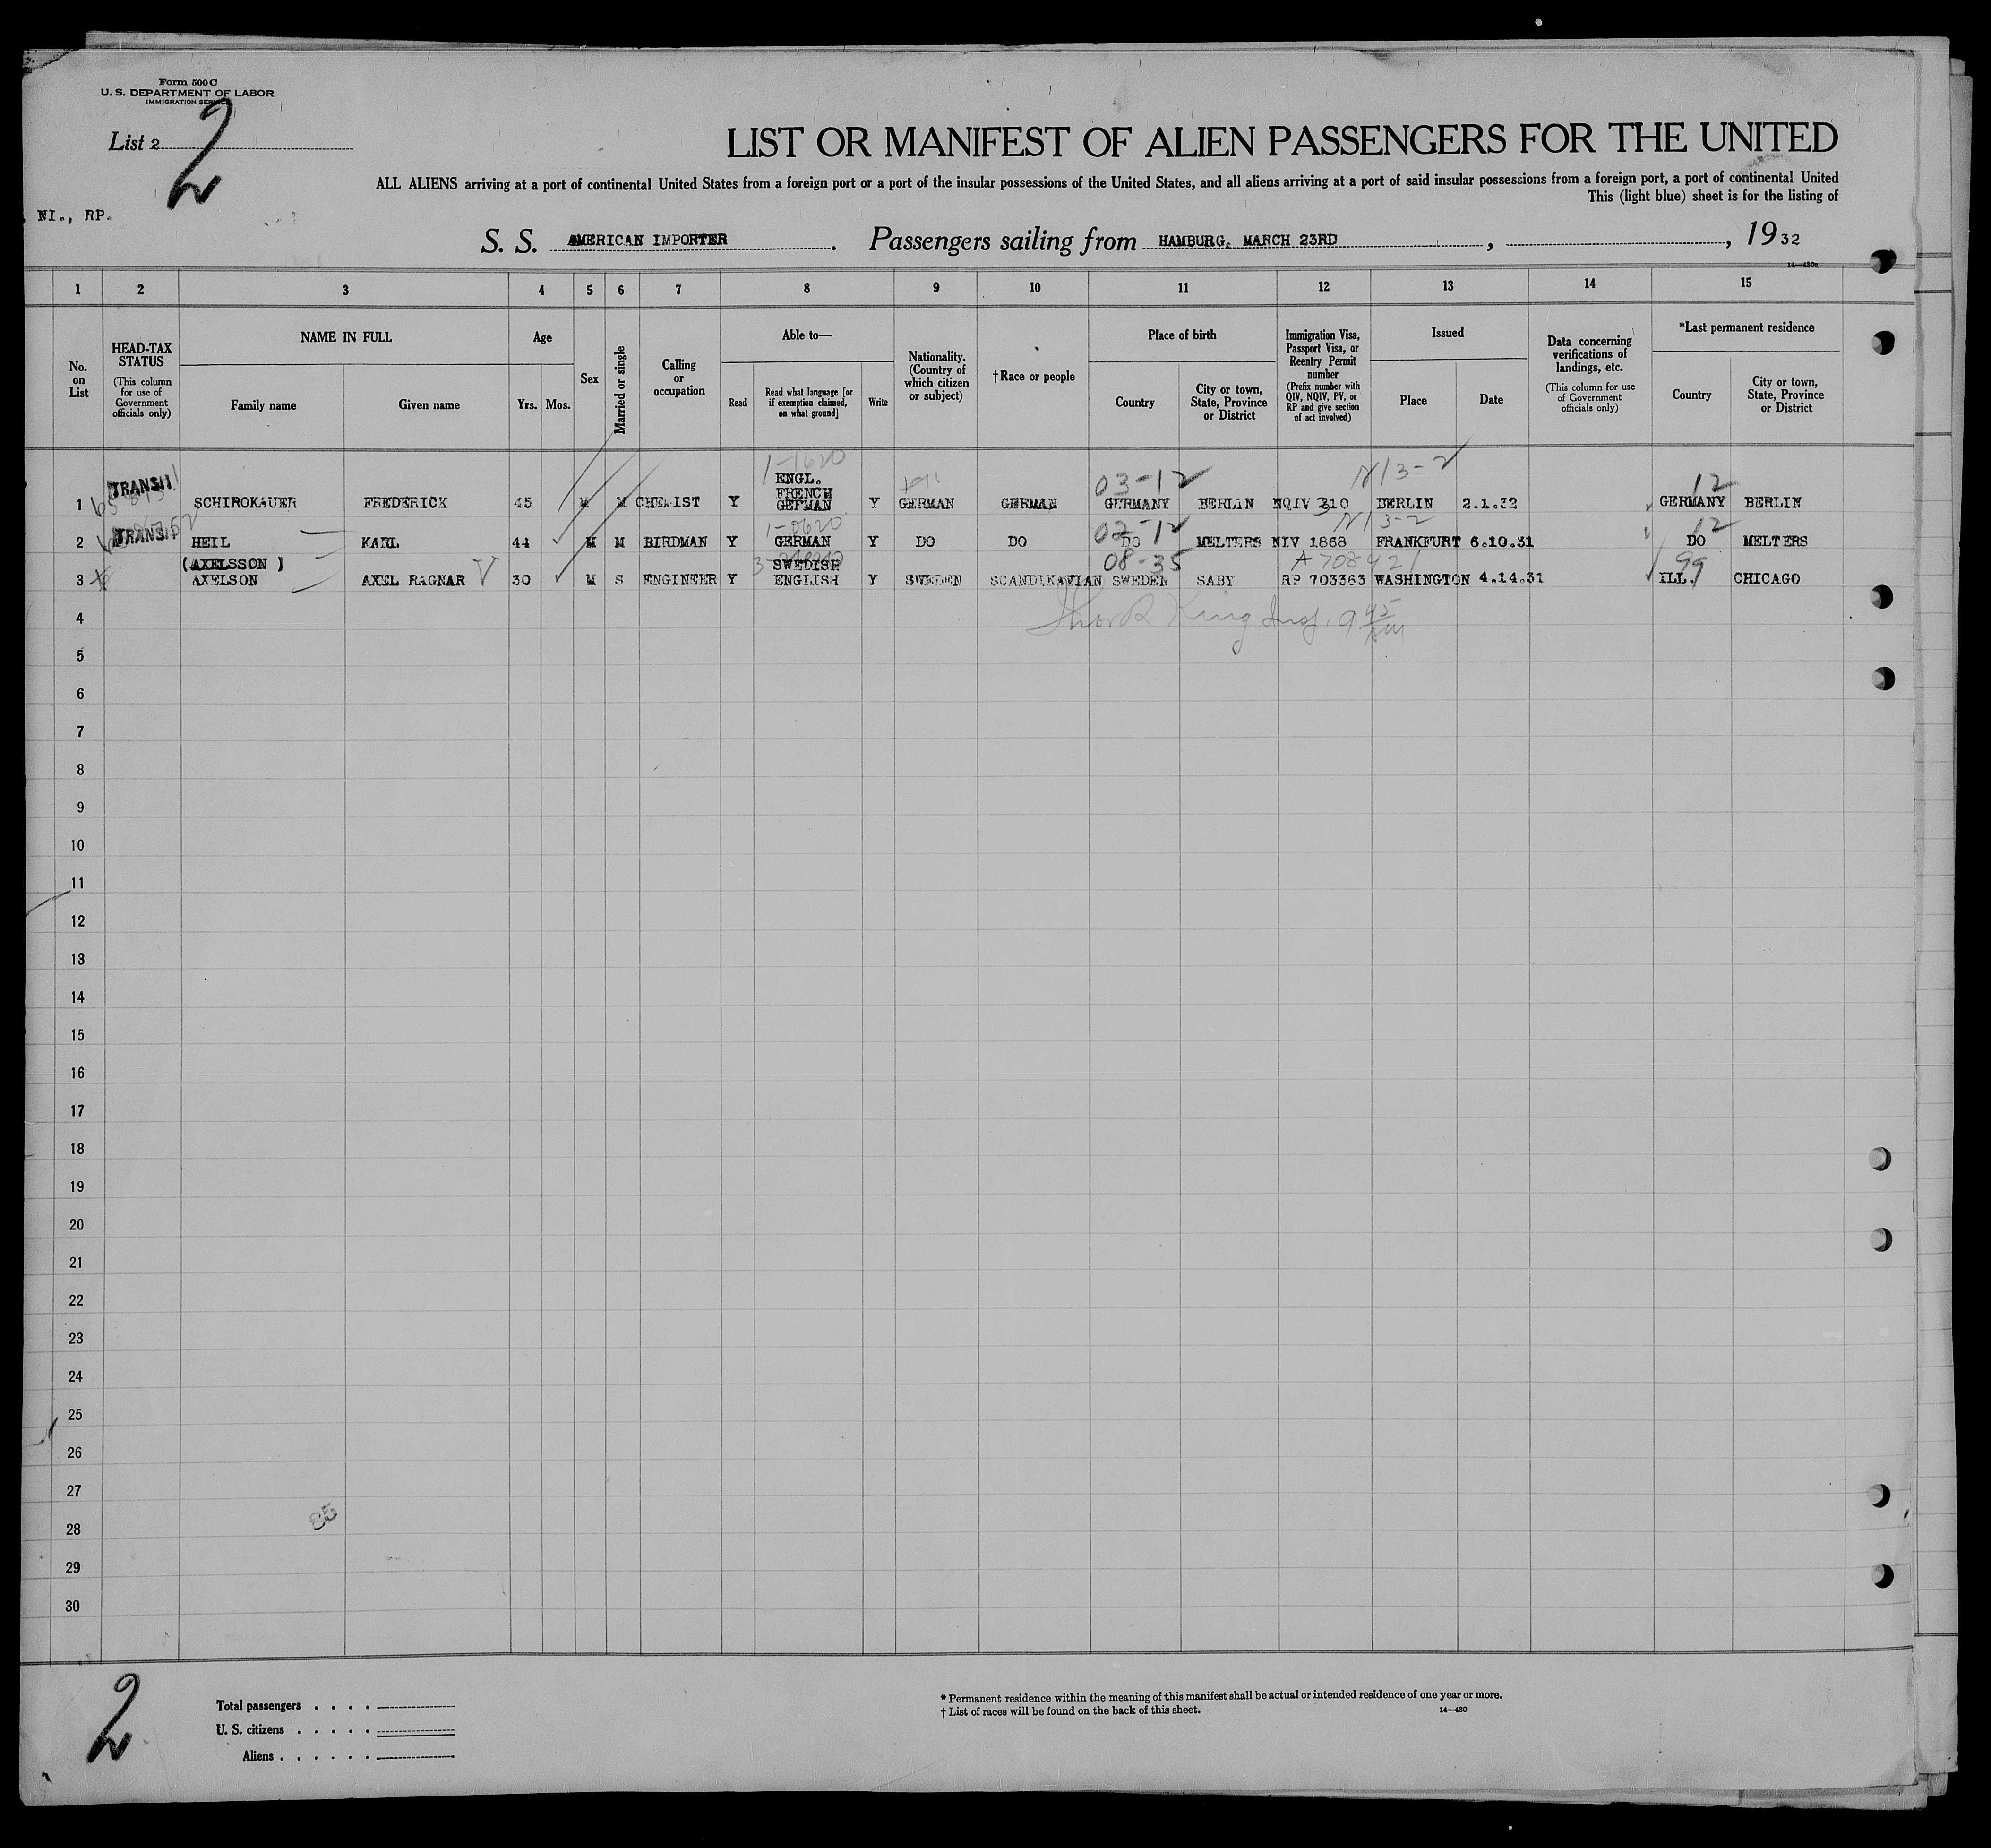 Form 500 C
U. S. DEPARTMENT OF LABOR
IMMIGRATION SERVICE
List 2
2
LIST OR MANIFEST OF ALIEN PASSENGERS FOR THE UNITED
ALL ALIENS arriving at a port of continental United States from a foreign port or a port of the insular possessions of the United States, and all aliens arriving at a port of said insular possessions from a foreign port, a port of continental United
This (light blue) sheet is for the listing of
, NI., RP.
S. S. AMERICAN IMPORTER. Passengers sailing from HAMBURG, MARCH 23RD, , 1932
14—430c
1 2 3 4 5 6 7 8 9 10 11 12 13 14 15
No. on List
HEAD-TAX STATUS (This column for use of Government officials only)
NAME IN FULL
Family name Given name
Age
Yrs. Mos.
Sex
Married or single
Calling or occupation
Able to—
Read
Read what language [or if exemption claimed, on what ground]
Write
Nationality. (Country of which citizen or subject)
†Race or people
Place of birth
Country
City or town, State, Province or District
Immigration Visa, Passport Visa, or Reentry Permit number (Prefix number with QIV, NQIV, PV, or RP and give section of act involved)
Issued
Place Date
Data concerning verifications of landings, etc. (This column for use of Government officials only)
*Last permanent residence
Country
City or town, State, Province or District
1-1620 N13-2
TRANSIT ENGL. 03-12 12
FRENCH
1 SCHIROKAUER FREDERICK 45 M M CHEMIST Y GERMAN Y GERMAN GERMAN GERMANY BERLIN NQIV 310 BERLIN 2.1.32 GERMANY BERLIN
TRANSIT 1-0620 02-12 N13-2 12
2 HEIL KARL 44 M M BIRDMAN Y GERMAN Y DO DO DO MELTERS NIV 1868 FRANKFURT 6.10.31 DO MELTERS
(AXELSSON ) SWEDISH 08-35 A 708421 99
3 AXELSON AXEL RAGNAR V 30 M S ENGINEER Y ENGLISH Y SWEDEN SCANDINAVIAN SWEDEN SABY RP 703363 WASHINGTON 4.14.31 ILL. CHICAGO
King Insp. 9 45
4
5
6
7
8
9
10
11
12
13
14
15
16
17
18
19
20
21
22
23
24
25
26
27
28
29
30
85
2
Total passengers . . . .
U. S. citizens . . . . .
Aliens . . . . . .
* Permanent residence within the meaning of this manifest shall be actual or intended residence of one year or more.
† List of races will be found on the back of this sheet.
14—430